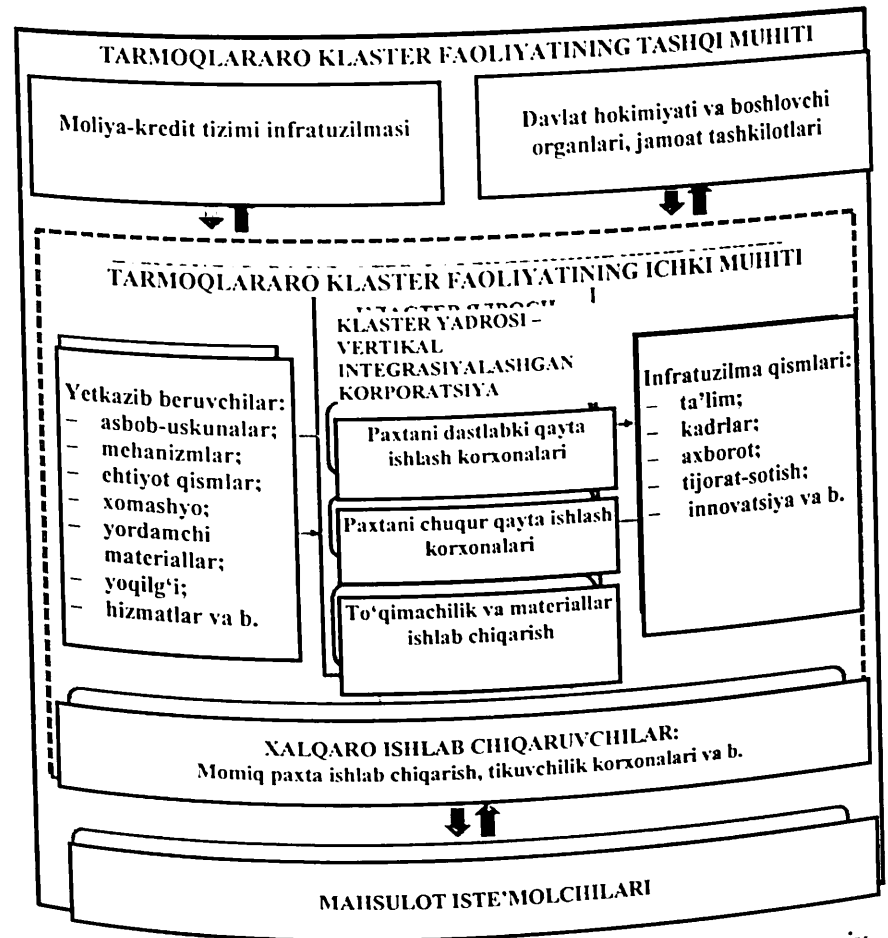 TARMOQLARARO KLASTER FAOLIYATINING TASHQI MUHITI
Moliya-kredit tizimi infratuzilmasi
Davlat hokimiyati va boshlovchi
organlari, jamoat tashkilotlari
TARMOQLARARO KLASTER FAOLIYATINING ICHKI MUHITI
Yetkazib beruvchilar:
– asbob-uskunalar;
– mehanizmlar;
– ehtiyot qismlar;
– xomashyo;
– yordamchi
materiallar;
– yoqilg‘i;
– hizmatlar va b.
KLASTER YADROSI –
VERTIKAL
INTEGRASIYALASHGAN
KORPORATSIYA
Paxtani dastlabki qayta
ishlash korxonalari
Paxtani chuqur qayta ishlash
korxonalari
To‘qimachilik va materiallar
ishlab chiqarish
Infratuzilma qismlari:
– ta’lim;
– kadrlar;
– axborot;
– tijorat-sotish;
– innovatsiya va b.
XALQARO ISHLAB CHIQARUVCHILAR:
Momiq paxta ishlab chiqarish, tikuvchilik korxonalari va b.
MAHSULOT ISTE’MOLCHILARI